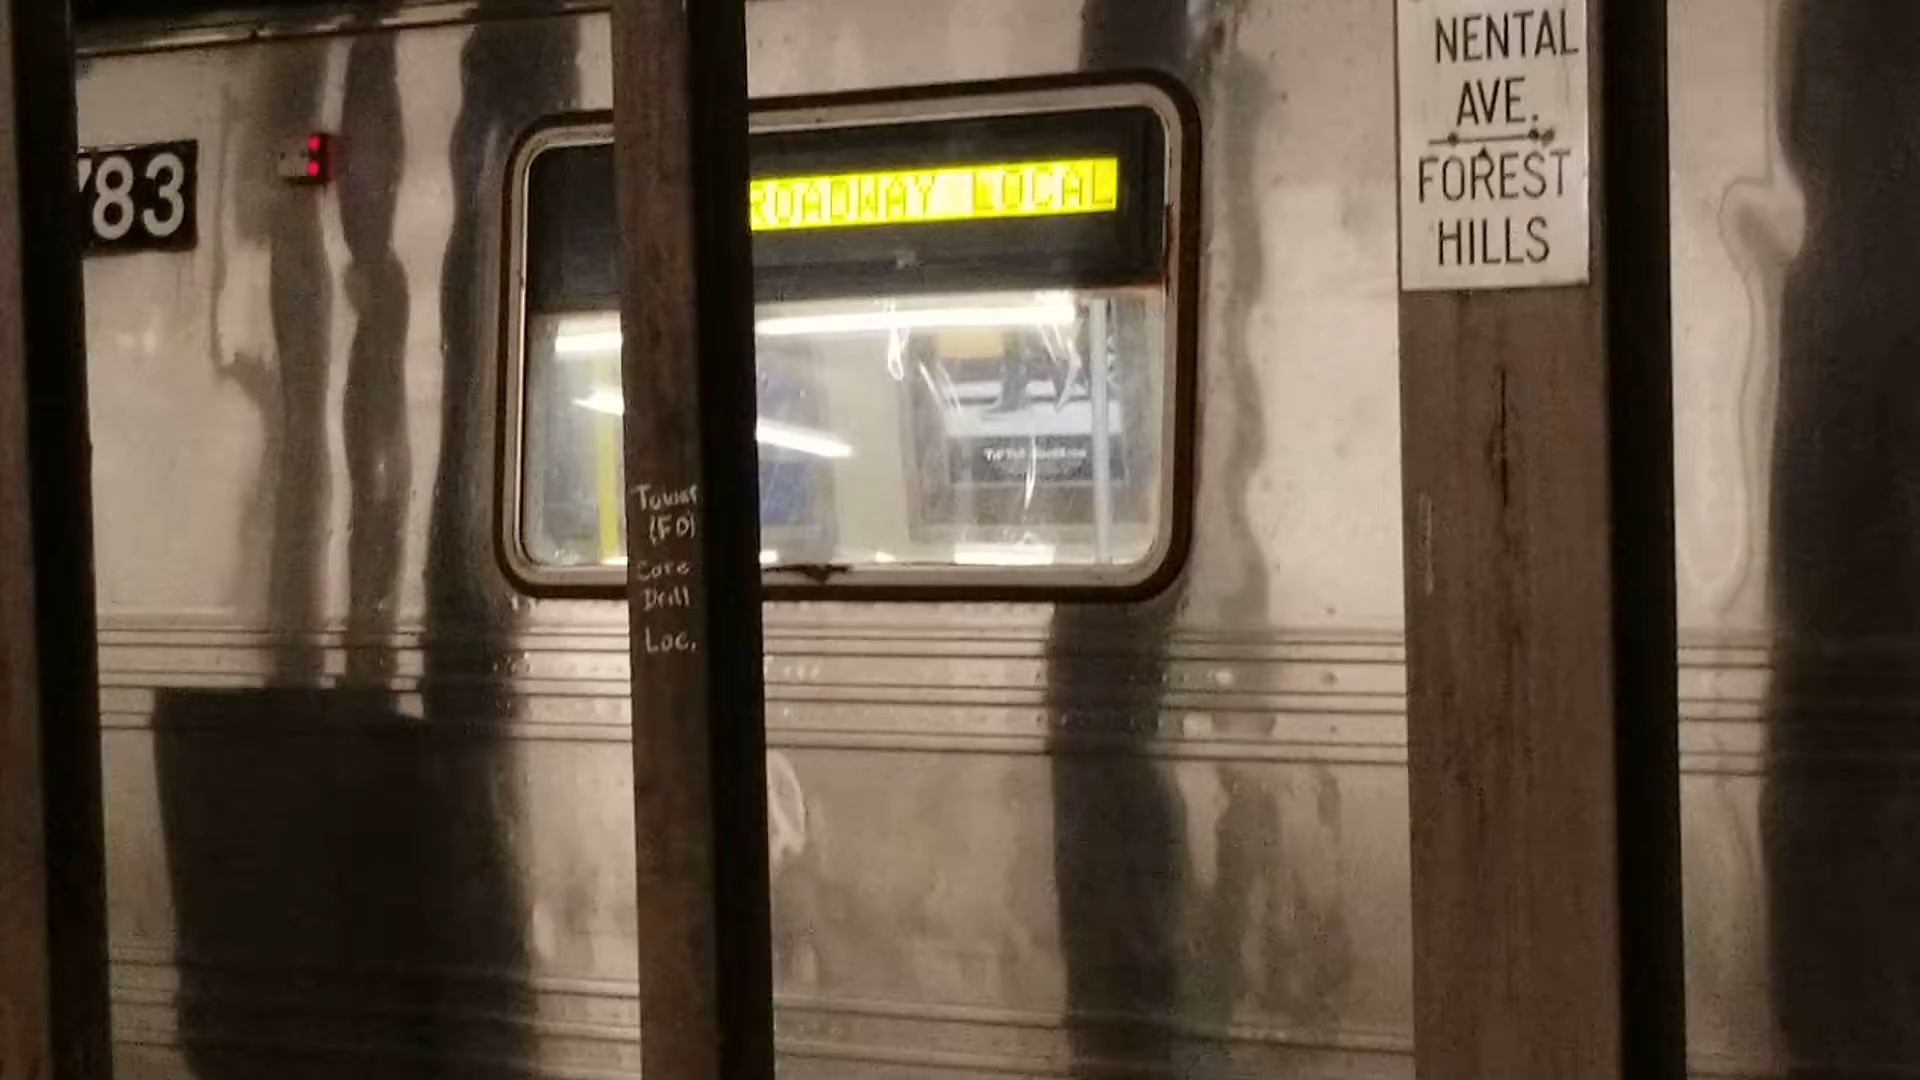 783
ROADWAY LOCAL
NENTAL
AVE.
FOREST
HILLS
Tower
(FO)
Core
Drill
Loc.